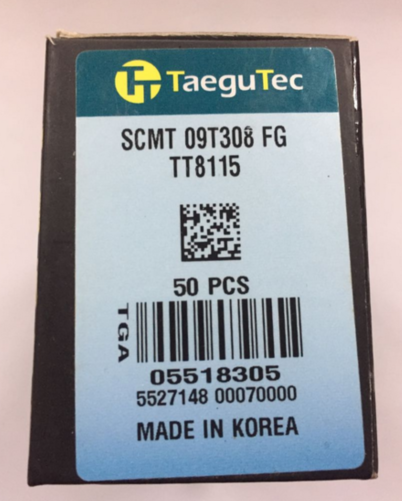 TaeguTec
SCMT 09T308 FG
TT8115
50 PCS
TGA
05518305
5527148 00070000
MADE IN KOREA